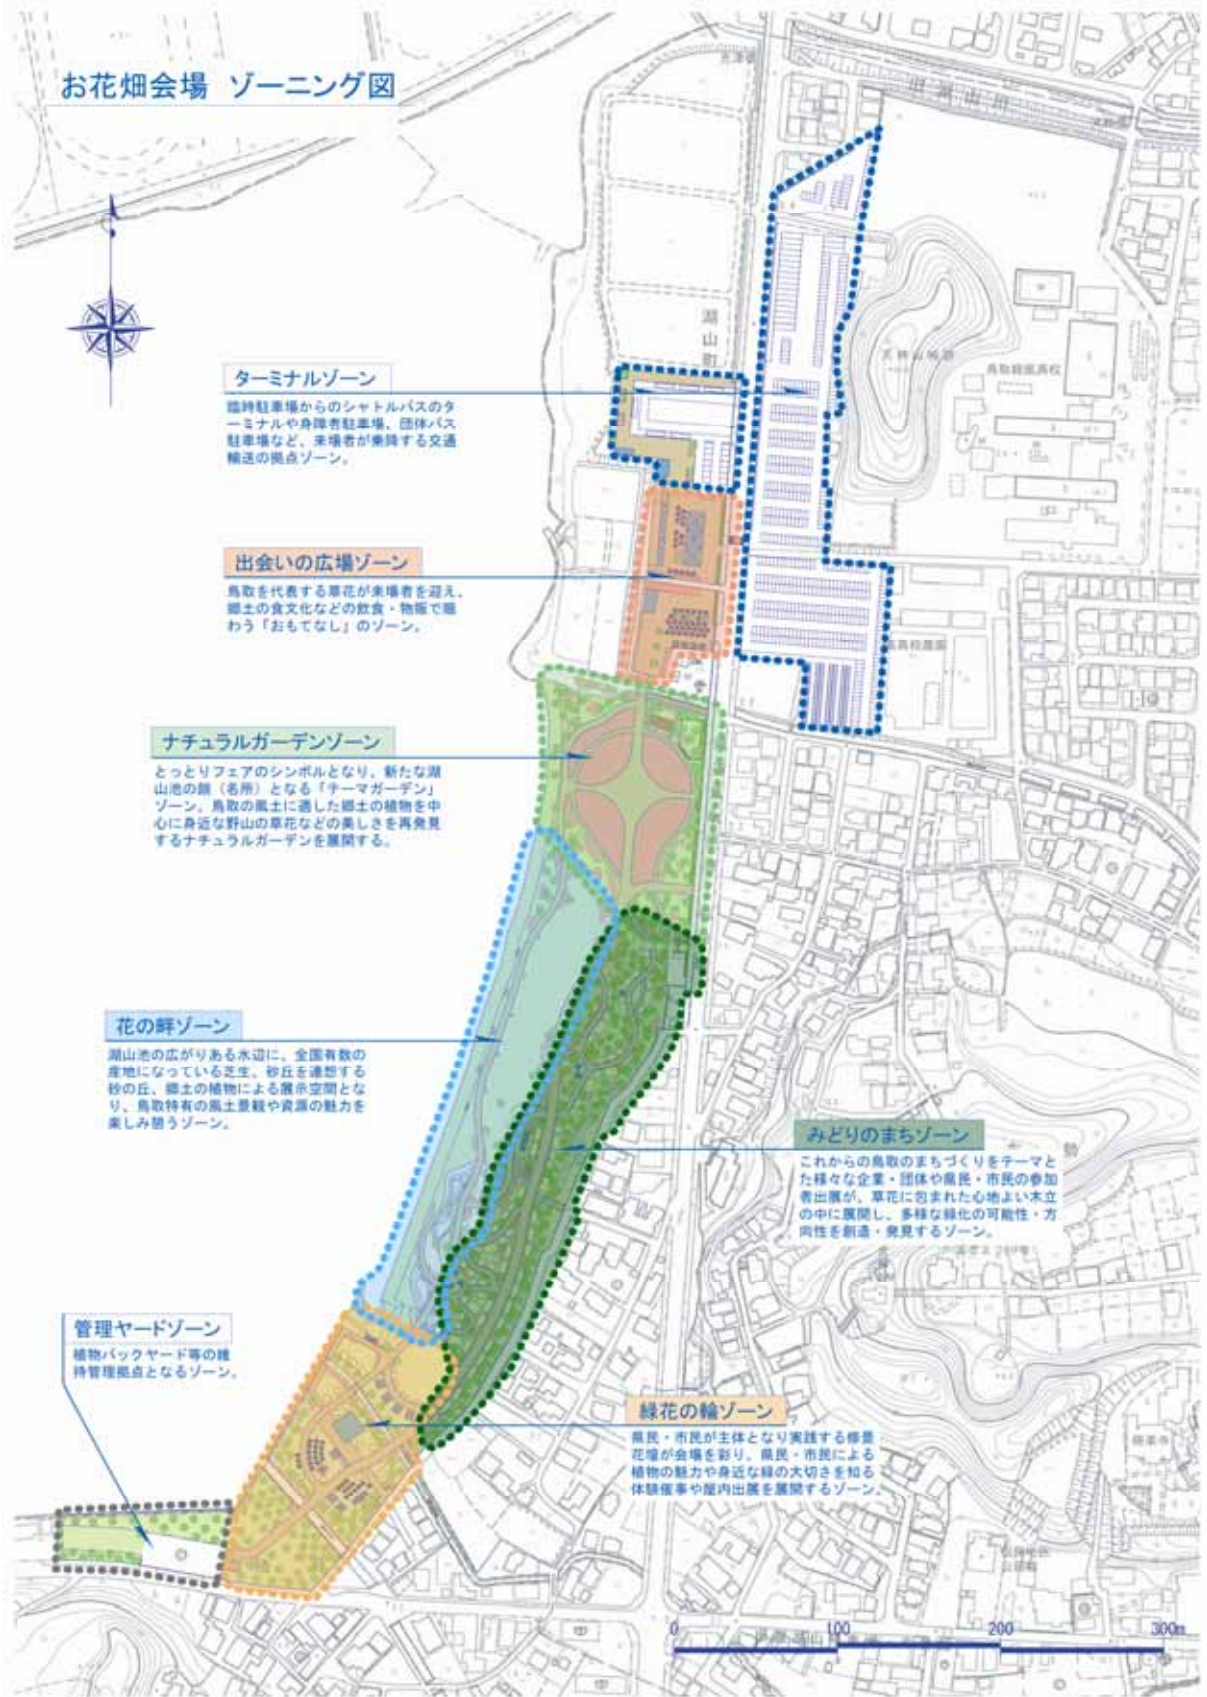 お花畑会場 ゾーニング図
湖山町
鳥取緑風高校
ターミナルゾーン
臨時駐車場からのシャトルバスのタ
ーミナルや身障者駐車場、団体バス
駐車場など、来場者が乗降する交通
輸送の拠点ゾーン。
出会いの広場ゾーン
鳥取を代表する草花が来場者を迎え、
郷土の食文化などの飲食・物販で賑
わう「おもてなし」のゾーン。
ナチュラルガーデンゾーン
とっとりフェアのシンボルとなり、新たな湖
山池の顔（名所）となる「テーマガーデン」
ゾーン。鳥取の風土に適した郷土の植物を中
心に身近な野山の草花などの美しさを再発見
するナチュラルガーデンを展開する。
花の畔ゾーン
湖山池の広がりある水辺に、全国有数の
産地になっている芝生、砂丘を連想する
砂の丘、郷土の植物による展示空間とな
り、鳥取特有の風土景観や資源の魅力を
楽しみ憩うゾーン。
みどりのまちゾーン
これからの鳥取のまちづくりをテーマと
た様々な企業・団体や県民・市民の参加
者出展が、草花に包まれた心地よい木立
の中に展開し、多様な緑化の可能性・方
向性を創造・発見するゾーン。
勢
管理ヤードゾーン
植物バックヤード等の維
持管理拠点となるゾーン。
緑花の輪ゾーン
県民・市民が主体となり実践する修景
花壇が会場を彩り、県民・市民による
植物の魅力や身近な緑の大切さを知る
体験催事や屋内出展を展開するゾーン。
0 100 200 300m